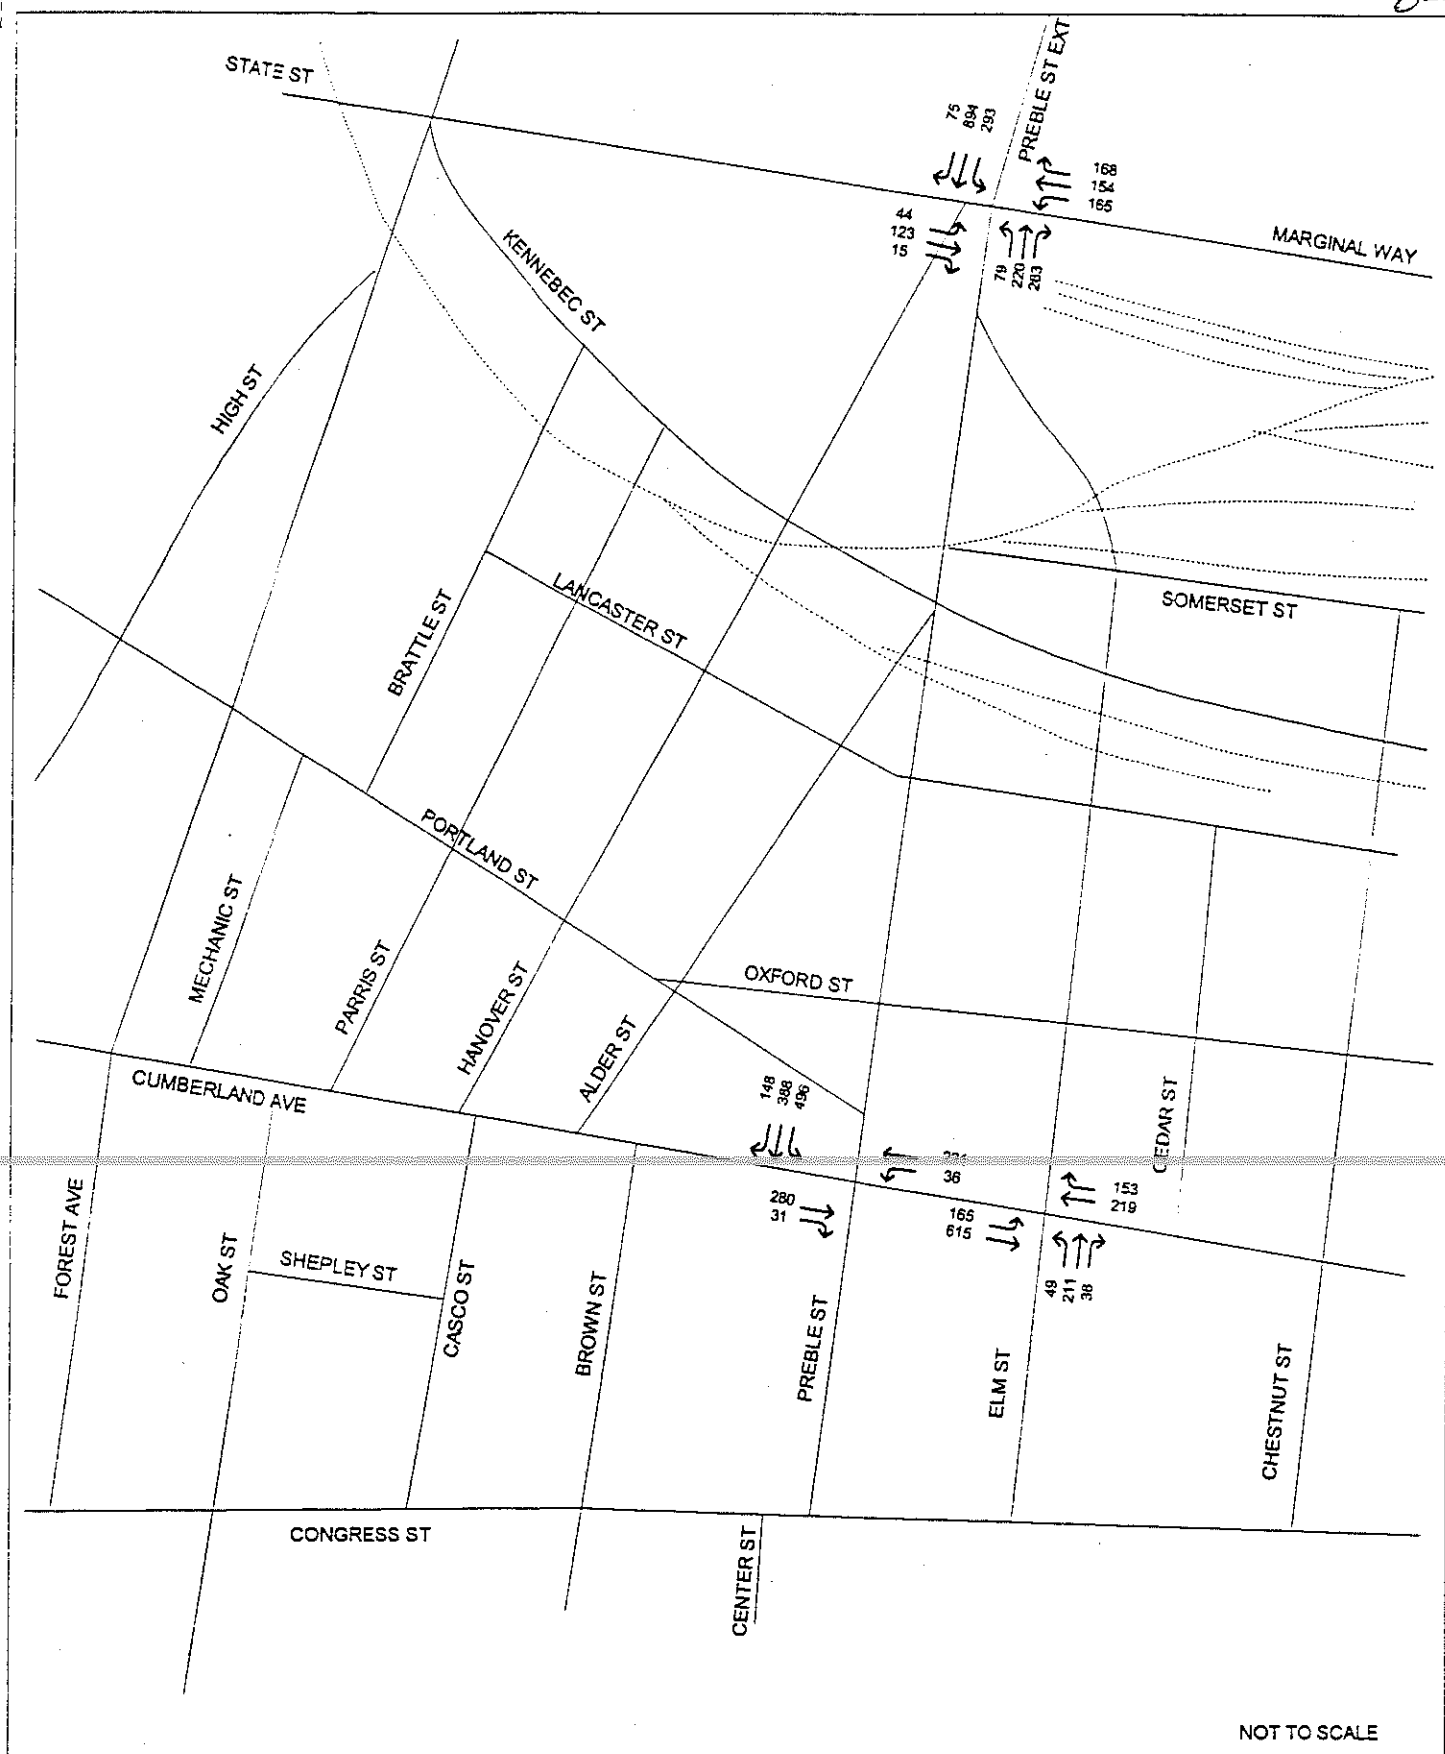 STATE ST
PREBLE ST EXT
75
894
293
168
154
165
44
123
15
79
220
283
MARGINAL WAY
KENNEBEC ST
HIGH ST
BRATTLE ST
LANCASTER ST
SOMERSET ST
PORTLAND ST
MECHANIC ST
PARRIS ST
HANOVER ST
ALDER ST
OXFORD ST
CUMBERLAND AVE
148
388
496
CEDAR ST
36
153
219
280
31
165
615
49
211
38
FOREST AVE
OAK ST
SHEPLEY ST
CASCO ST
BROWN ST
PREBLE ST
ELM ST
CHESTNUT ST
CONGRESS ST
CENTER ST
NOT TO SCALE